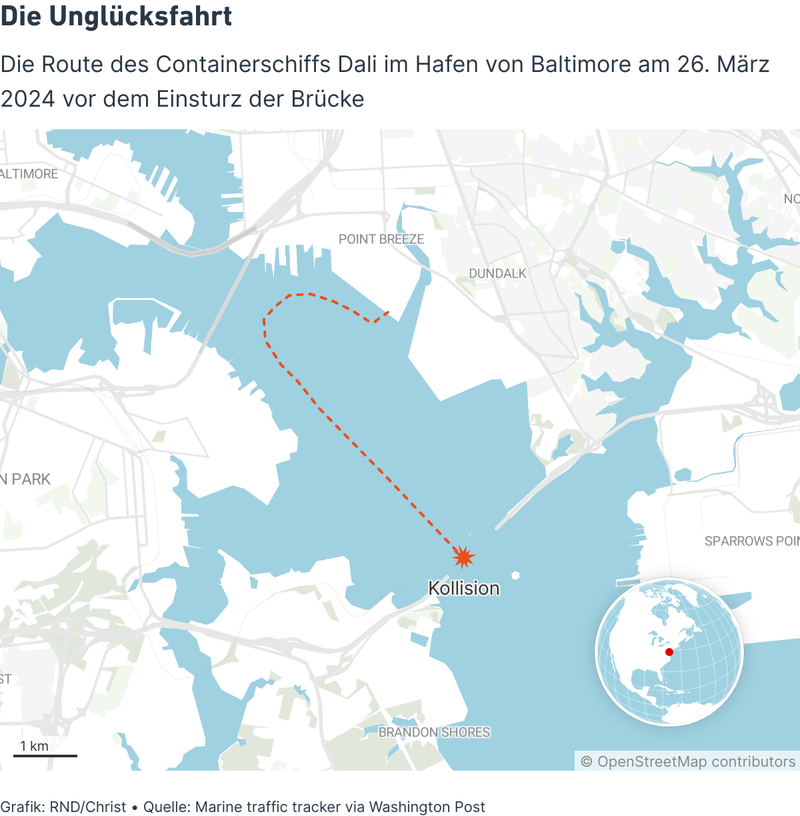 Die Unglücksfahrt
Die Route des Containerschiffs Dali im Hafen von Baltimore am 26. März
2024 vor dem Einsturz der Brücke
ALTIMORE
NO
POINT BREEZE
DUNDALK
N PARK
SPARROWS POIN
Kollision
ST
BRANDON SHORES
1 km
© OpenStreetMap contributors
Grafik: RND/Christ • Quelle: Marine traffic tracker via Washington Post